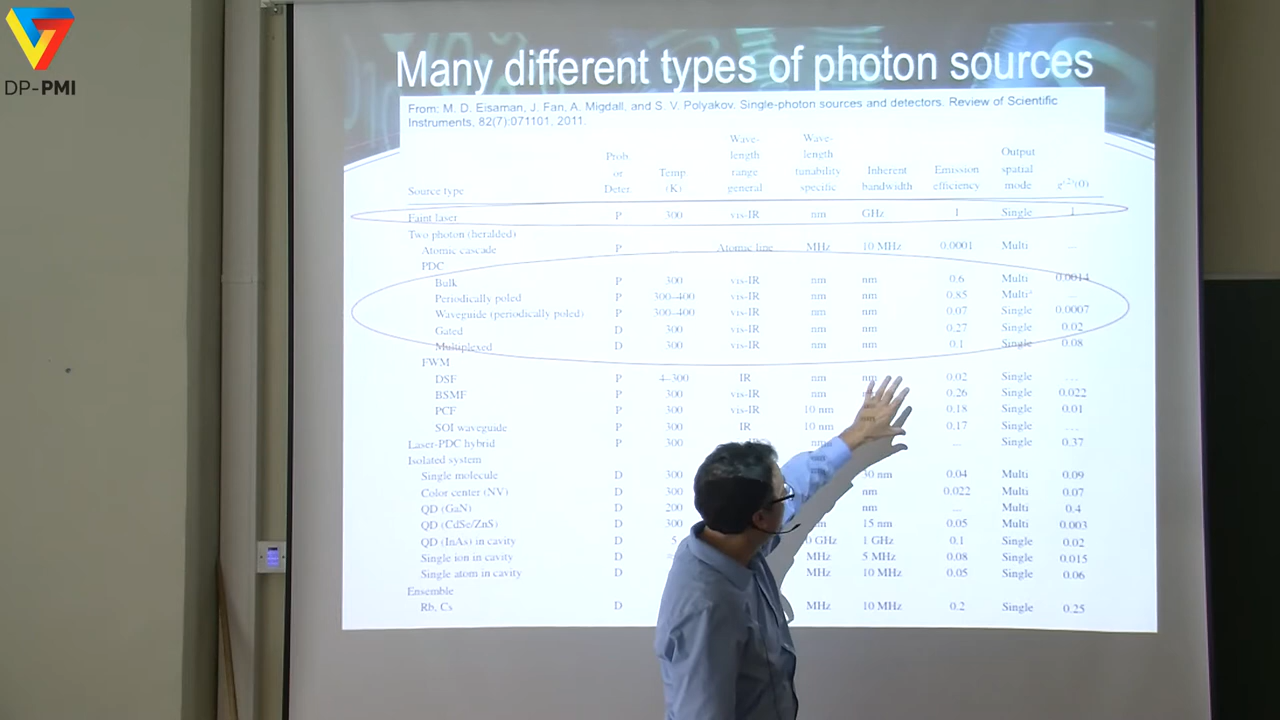 DP-PMI
Many different types of photon sources
From: M. D. Eisaman, J. Fan, A. Migdall, and S. V. Polyakov. Single-photon sources and detectors. Review of Scientific
Instruments, 82(7):071101, 2011.
Source type Prob or Deter. Temp (K) Wave-length range general Wave-length tunability specific Inherent bandwidth Emission efficiency Output spatial mode g(2)(0)
Faint laser P 300 vis-IR nm GHz 1 Single 1
Two photon (heralded)
Atomic cascade P ... Atomic line MHz 10 MHz 0.0001 Multi ...
PDC
Bulk P 300 vis-IR nm nm 0.6 Multi 0.0014
Periodically poled P 300–400 vis-IR nm nm 0.85 Multi ...
Waveguide (periodically poled) P 300–400 vis-IR nm nm 0.07 Single 0.0007
Gated D 300 vis-IR nm nm 0.27 Single 0.02
Multiplexed D 300 vis-IR nm nm 0.1 Single 0.08
FWM
DSF P 4–300 IR nm nm 0.02 Single ...
BSMF P 300 vis-IR nm 0.26 Single 0.022
PCF P 300 vis-IR 10 nm 0.18 Single 0.01
SOI waveguide P 300 IR 10 nm 0.17 Single ...
Laser-PDC hybrid P 300 nm ... Single 0.37
Isolated system
Single molecule D 300 0.04 Multi 0.09
Color center (NV) D 300 nm 0.022 Multi 0.07
QD (GaN) D 200 nm ... Multi 0.4
QD (CdSe/ZnS) D 300 15 nm 0.05 Multi 0.003
QD (InAs) in cavity D 5 GHz 1 GHz 0.1 Single 0.02
Single ion in cavity D MHz 5 MHz 0.08 Single 0.015
Single atom in cavity D MHz 10 MHz 0.05 Single 0.06
Ensemble
Rb, Cs D MHz 10 MHz 0.2 Single 0.25